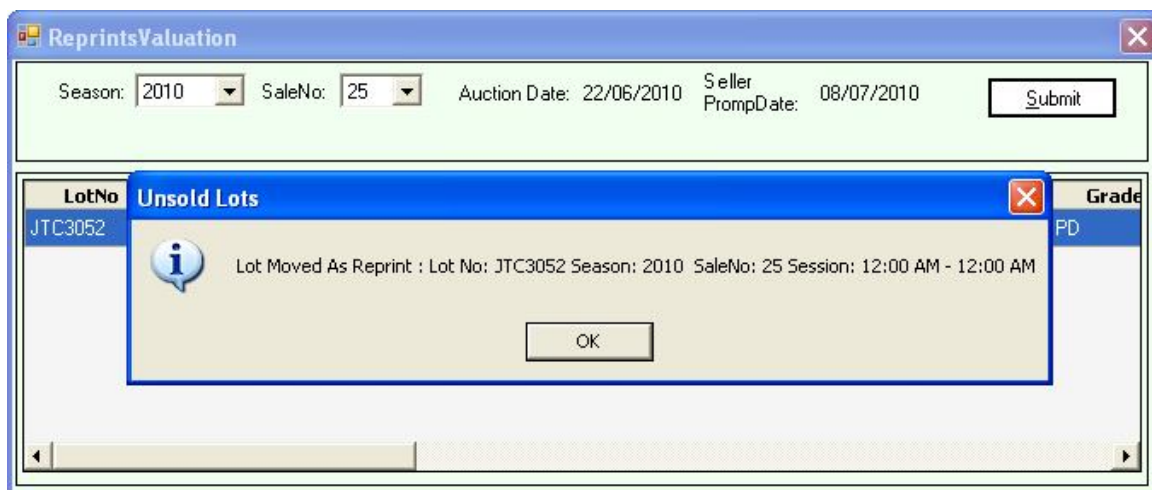 ReprintsValuation
Season: 2010 SaleNo: 25 Auction Date: 22/06/2010 Seller PrompDate: 08/07/2010 Submit
LotNo Grade
JTC3052 PD
Unsold Lots
Lot Moved As Reprint : Lot No: JTC3052 Season: 2010 SaleNo: 25 Session: 12:00 AM - 12:00 AM
OK